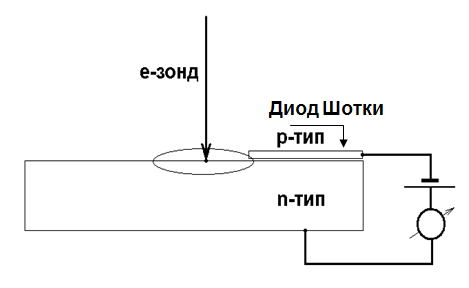 е-зонд
Диод Шотки
р-тип
n-тип